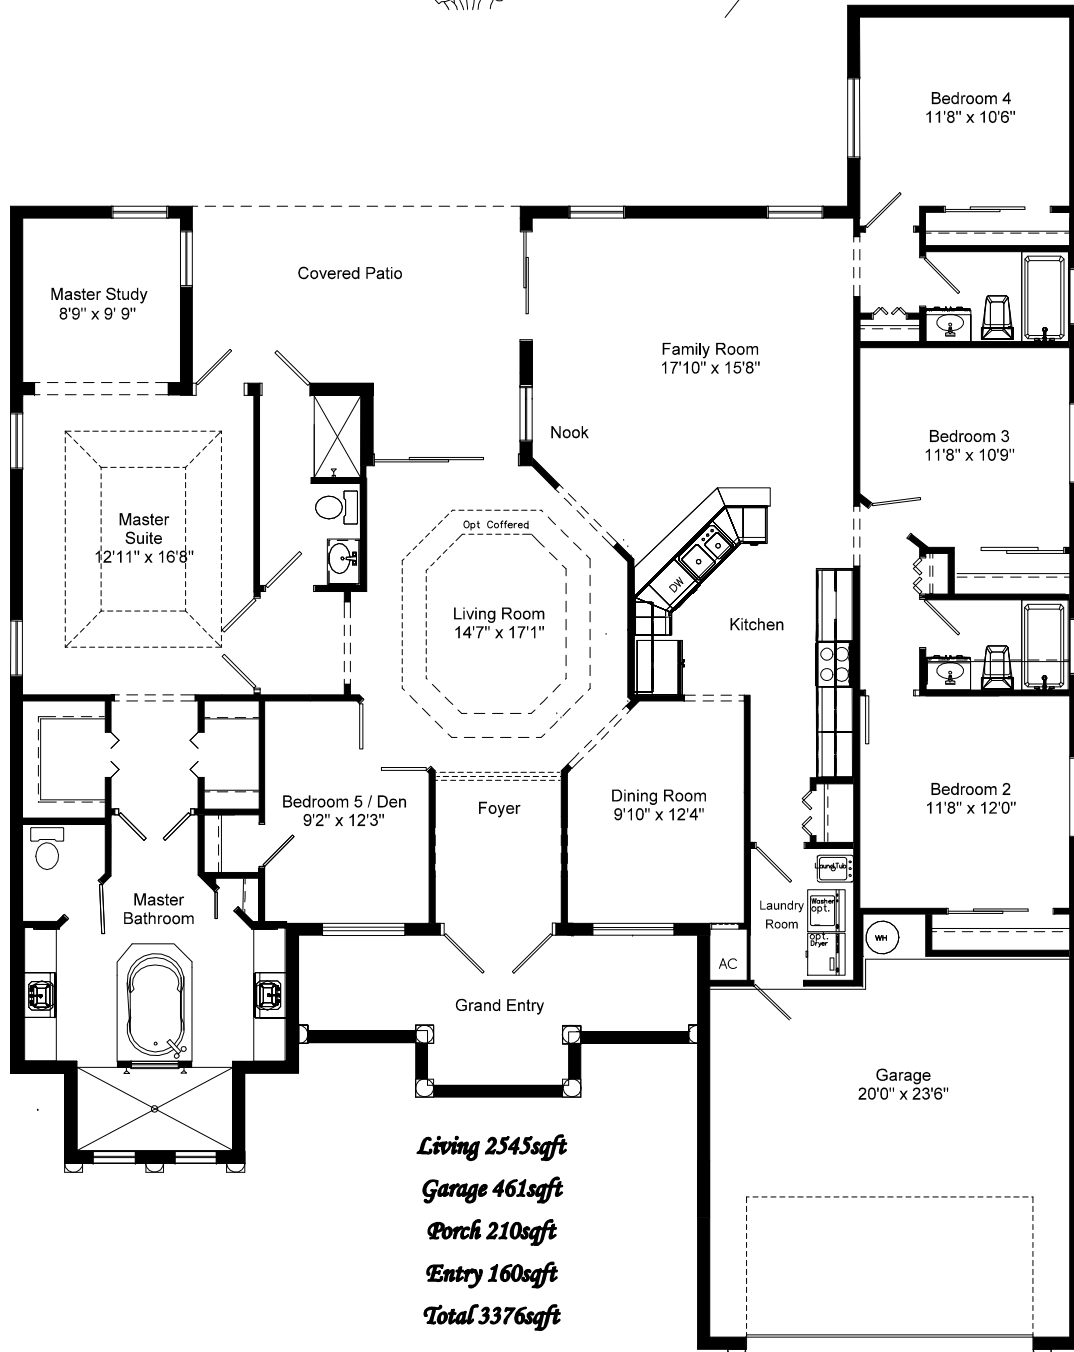 Bedroom 4
11'8" x 10'6"
Covered Patio
Master Study
8'9" x 9' 9"
Family Room
17'10" x 15'8"
Nook
Bedroom 3
11'8" x 10'9"
Master
Suite
12'11" x 16'8"
Opt Coffered
DW
Living Room
14'7" x 17'1"
Kitchen
Bedroom 5 / Den
9'2" x 12'3"
Foyer
Dining Room
9'10" x 12'4"
Bedroom 2
11'8" x 12'0"
LaundTub
Master
Bathroom
Laundry
Room
Washer
opt.
opt.
Dryer
WH
AC
Grand Entry
Garage
20'0" x 23'6"
Living 2545sqft
Garage 461sqft
Porch 210sqft
Entry 160sqft
Total 3376sqft